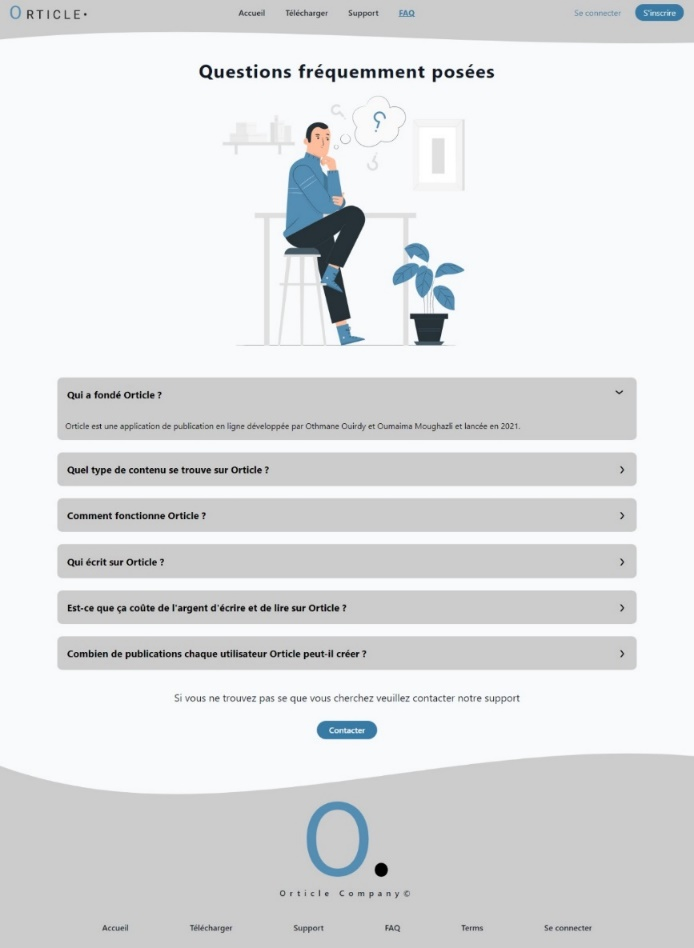 ORTICLE•
Accueil Télécharger Support FAQ Se connecter S'inscrire
Questions fréquemment posées
?
Qui a fondé Orticle ?
Orticle est une application de publication en ligne développée par Othmane Ouirdy et Oumaima Moughazli et lancée en 2021.
Quel type de contenu se trouve sur Orticle ?
Comment fonctionne Orticle ?
Qui écrit sur Orticle ?
Est-ce que ça coûte de l'argent d'écrire et de lire sur Orticle ?
Combien de publications chaque utilisateur Orticle peut-il créer ?
Si vous ne trouvez pas se que vous cherchez veuillez contacter notre support
Contacter
O.
Orticle Company©
Accueil Télécharger Support FAQ Terms Se connecter